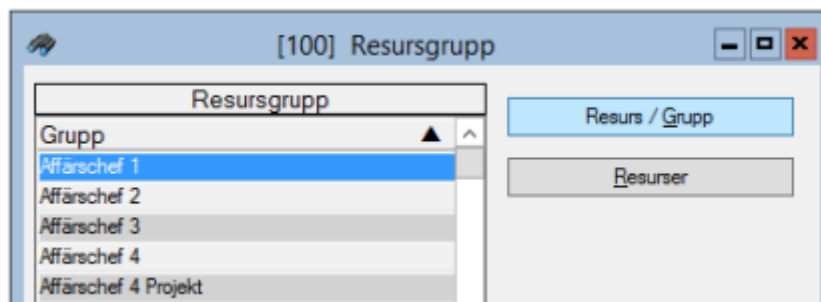 [100] Resursgrupp
Resursgrupp
Grupp
Affärschef 1
Affärschef 2
Affärschef 3
Affärschef 4
Affärschef 4 Projekt
Resurs / Grupp
Resurser